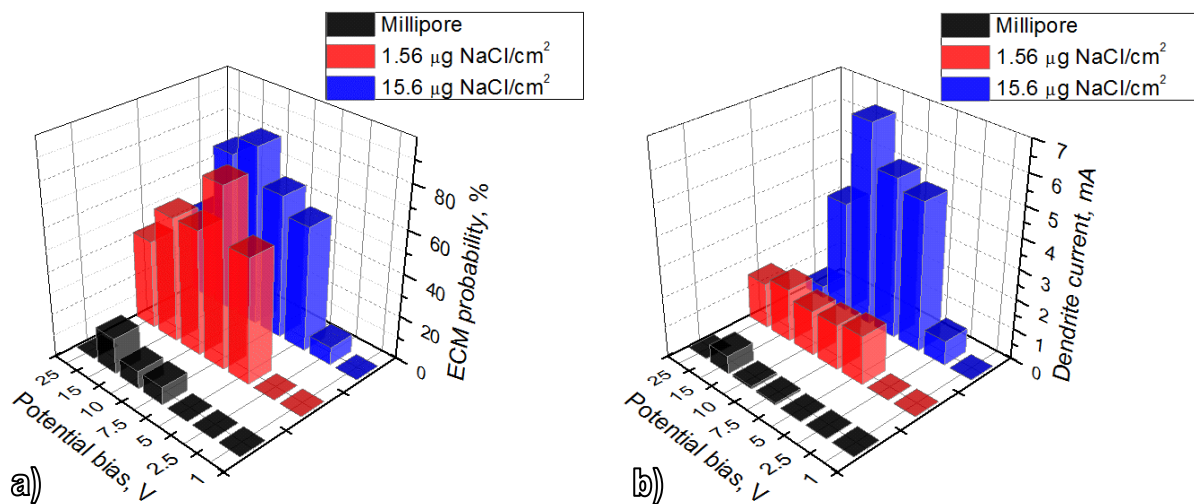 Millipore
1.56 μg NaCl/cm²
15.6 μg NaCl/cm²
80
60
40
20
0
ECM probability, %
25
15
10
7.5
5
2.5
1
Potential bias, V
a)
Millipore
1.56 μg NaCl/cm²
15.6 μg NaCl/cm²
7
6
5
4
3
2
1
0
Dendrite current, mA
25
15
10
7.5
5
2.5
1
Potential bias, V
b)